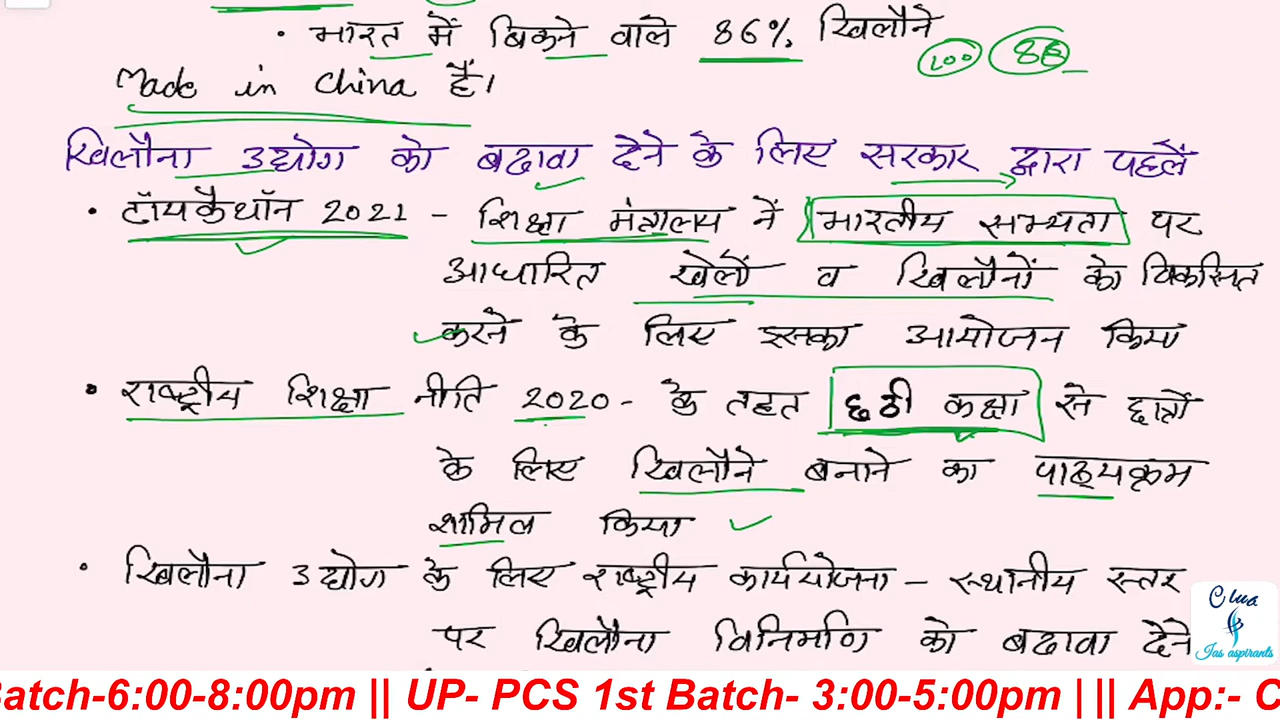 • भारत में बिकने वाले 86% खिलौने
100 86
Made in China हैं।
खिलौना उद्योग को बढावा देने के लिए सरकार द्वारा पहलें
• टॉयकैथॉन 2021 - शिक्षा मंत्रालय ने भारतीय सभ्यता पर
आधारित खेलों व खिलौनों को विकसित
करने के लिए इसका आयोजन किया
• राष्ट्रीय शिक्षा नीति 2020 - के तहत छठी कक्षा से छात्रों
के लिए खिलौने बनाने का पाठ्यक्रम
शामिल किया
• खिलौना उद्योग के लिए राष्ट्रीय कार्ययोजना - स्थानीय स्तर
पर खिलौना विनिर्माण को बढावा देने
Clua
Ias aspirants
Batch-6:00-8:00pm || UP- PCS 1st Batch- 3:00-5:00pm | || App:- C